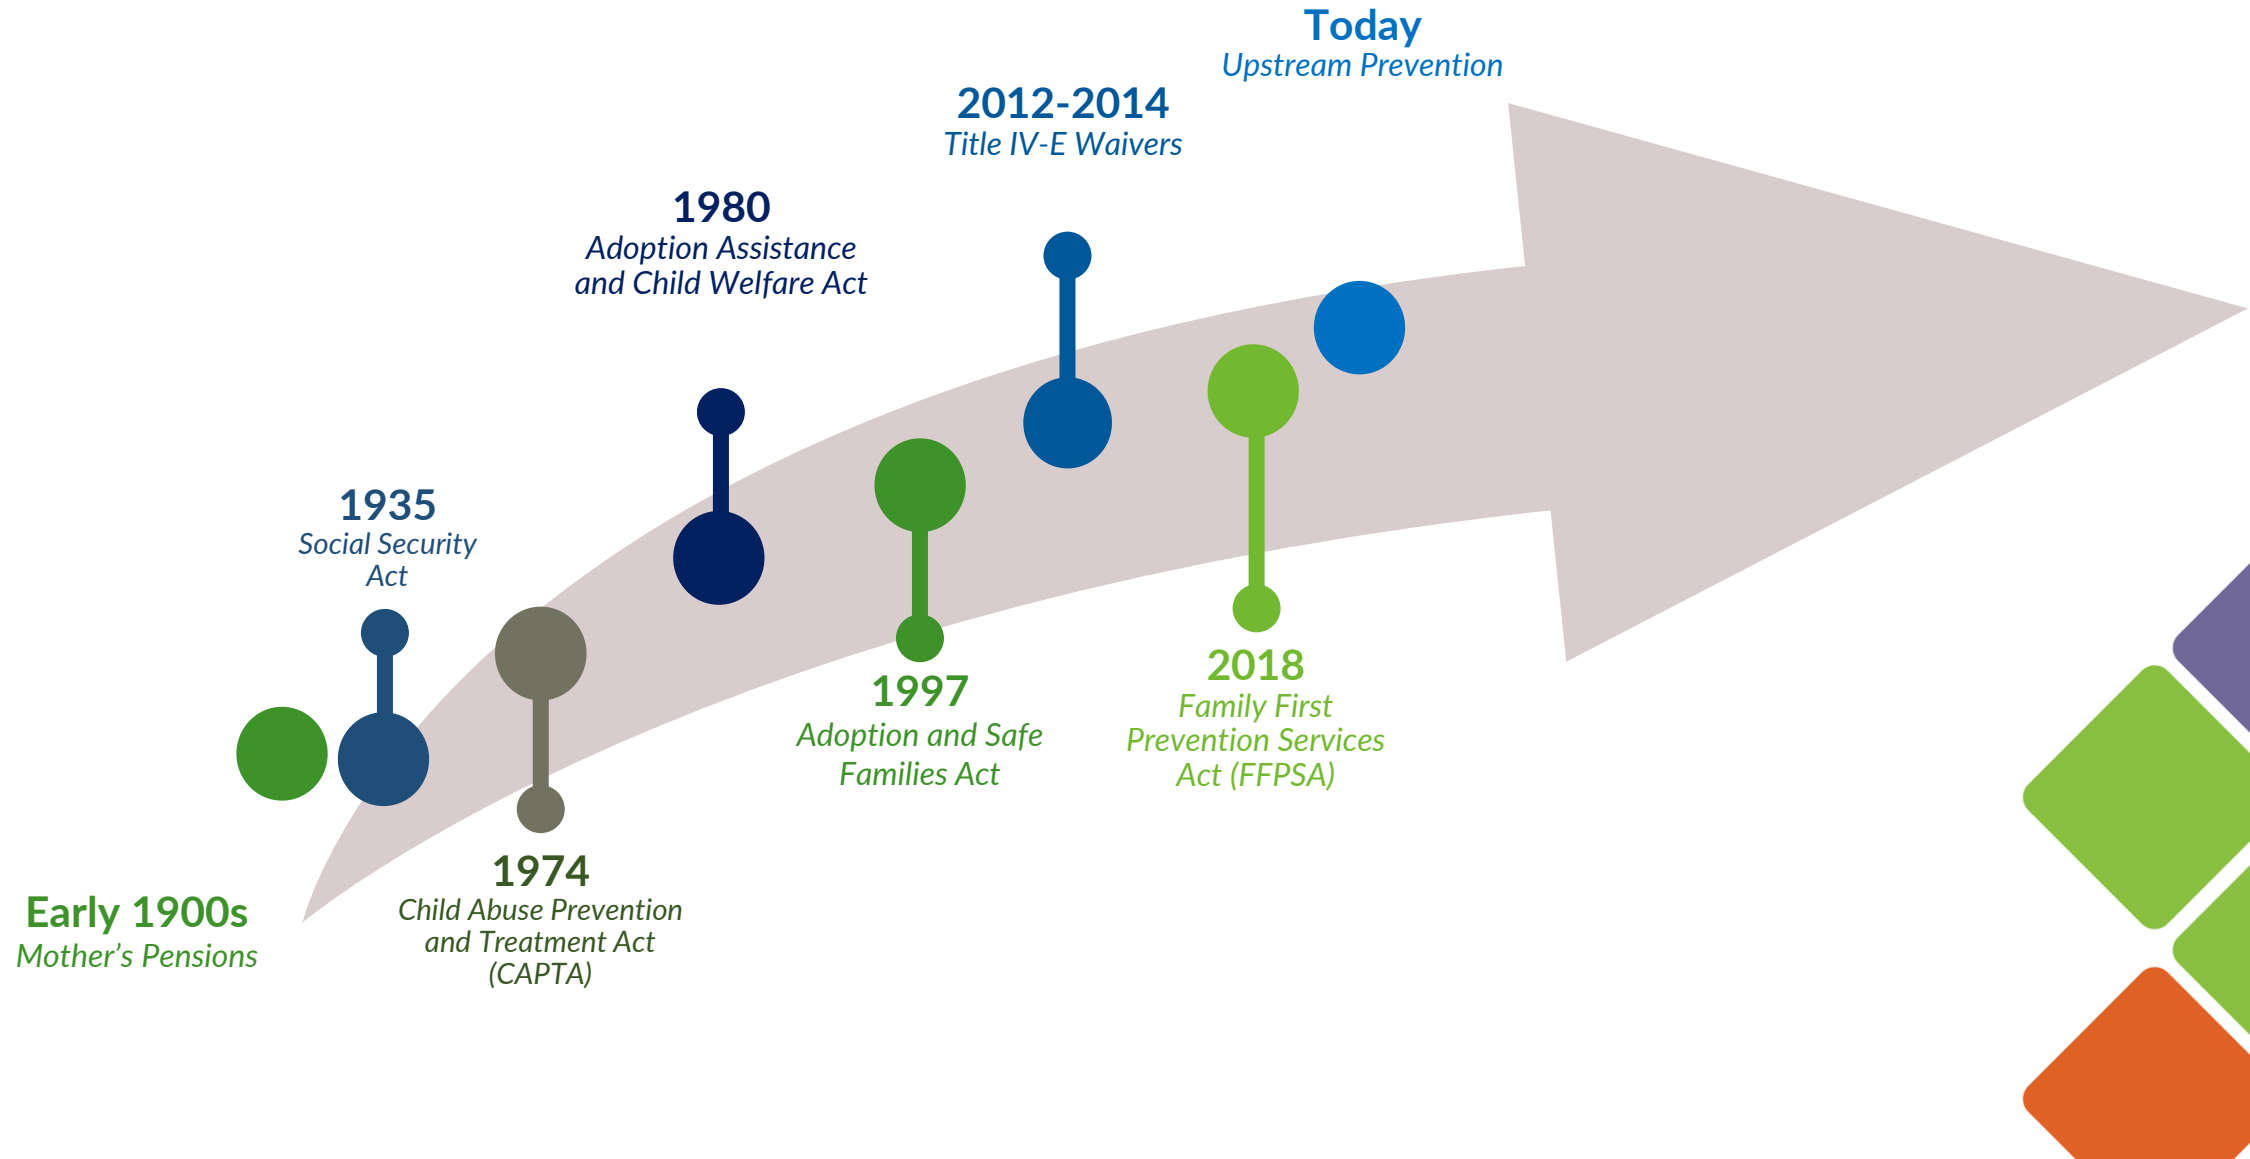 Early 1900s
Mother’s Pensions
1935
Social Security
Act
1974
Child Abuse Prevention
and Treatment Act
(CAPTA)
1980
Adoption Assistance
and Child Welfare Act
1997
Adoption and Safe
Families Act
2012-2014
Title IV-E Waivers
2018
Family First
Prevention Services
Act (FFPSA)
Today
Upstream Prevention